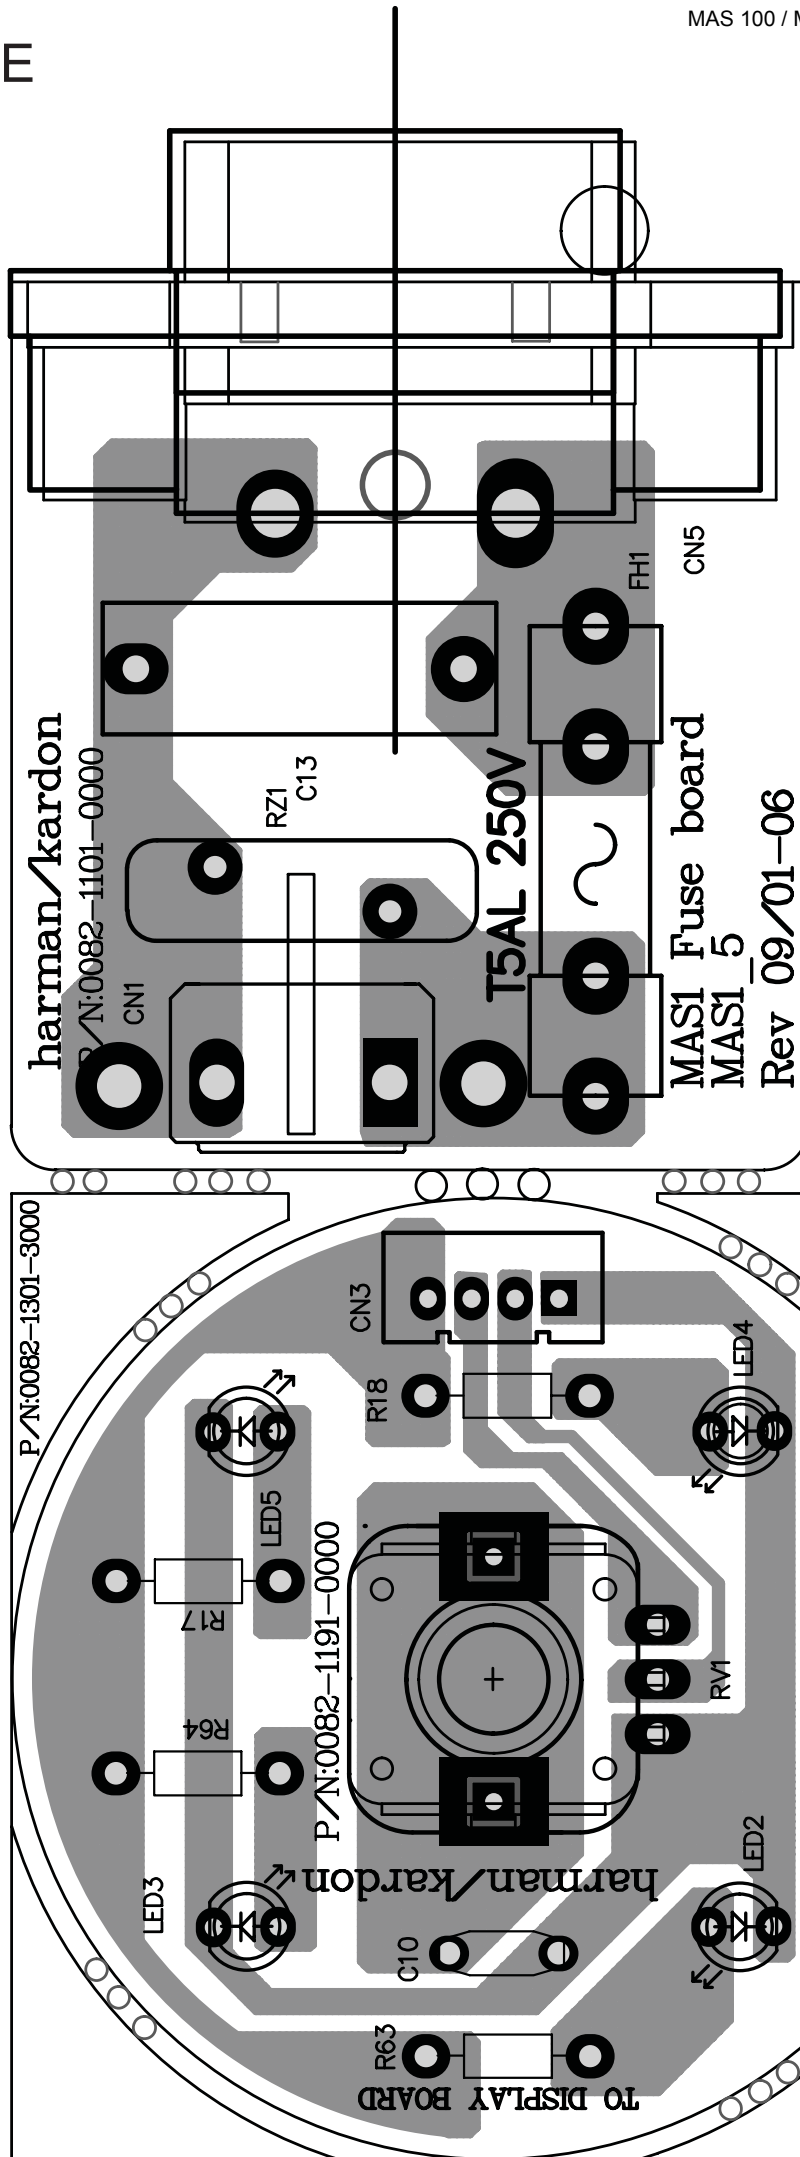 MAS 100 / M
E
FH1
CN5
harman/kardon
P/N:0082-1101-0000
RZ1
C13
T5AL 250V
MAS1 Fuse board
MAS1_5
Rev 09/01-06
CN1
P/N:0082-1301-3000
CN3
R18
LED4
LED5
R17
P/N:0082-1191-0000
RV1
R64
LED2
harman/kardon
LED3
C10
R63
TO DISPLAY BOARD